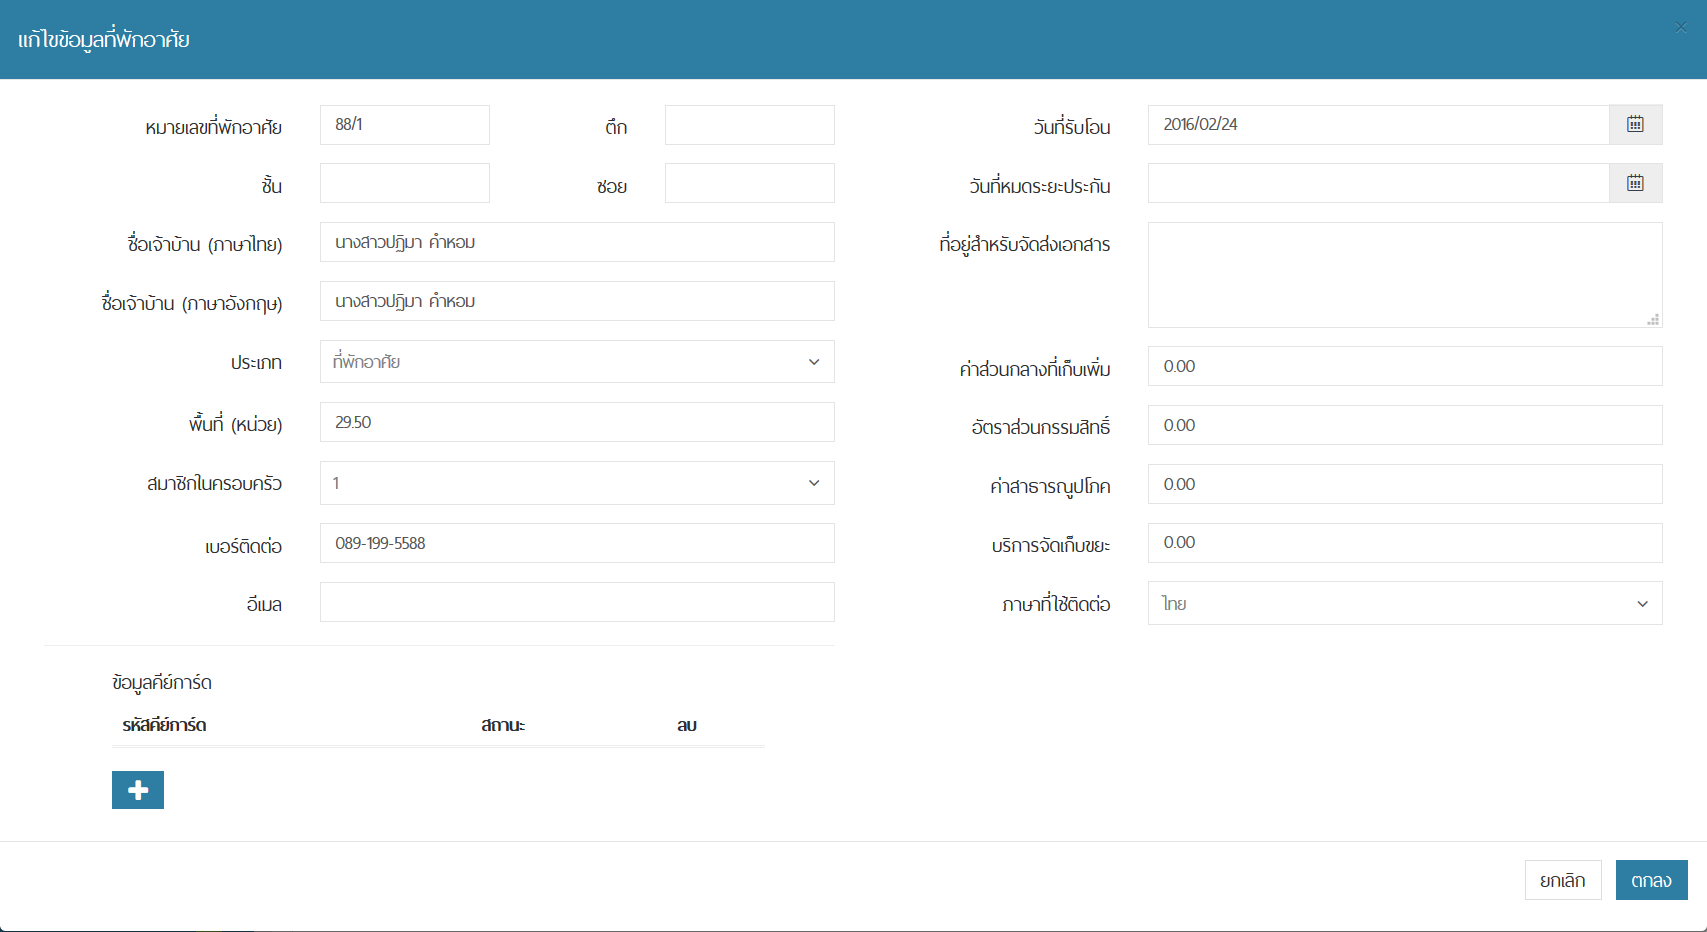 แก้ไขข้อมูลที่พักอาศัย
×
หมายเลขที่พักอาศัย 88/1 ตึก
ชั้น ซอย
ชื่อเจ้าบ้าน (ภาษาไทย) นางสาวปฏิมา คำหอม
ชื่อเจ้าบ้าน (ภาษาอังกฤษ) นางสาวปฏิมา คำหอม
ประเภท ที่พักอาศัย
พื้นที่ (หน่วย) 29.50
สมาชิกในครอบครัว 1
เบอร์ติดต่อ 089-199-5588
อีเมล
วันที่รับโอน 2016/02/24
วันที่หมดระยะประกัน
ที่อยู่สำหรับจัดส่งเอกสาร
ค่าส่วนกลางที่เก็บเพิ่ม 0.00
อัตราส่วนกรรมสิทธิ์ 0.00
ค่าสาธารณูปโภค 0.00
บริการจัดเก็บขยะ 0.00
ภาษาที่ใช้ติดต่อ ไทย
ข้อมูลคีย์การ์ด
รหัสคีย์การ์ด สถานะ ลบ
ยกเลิก ตกลง